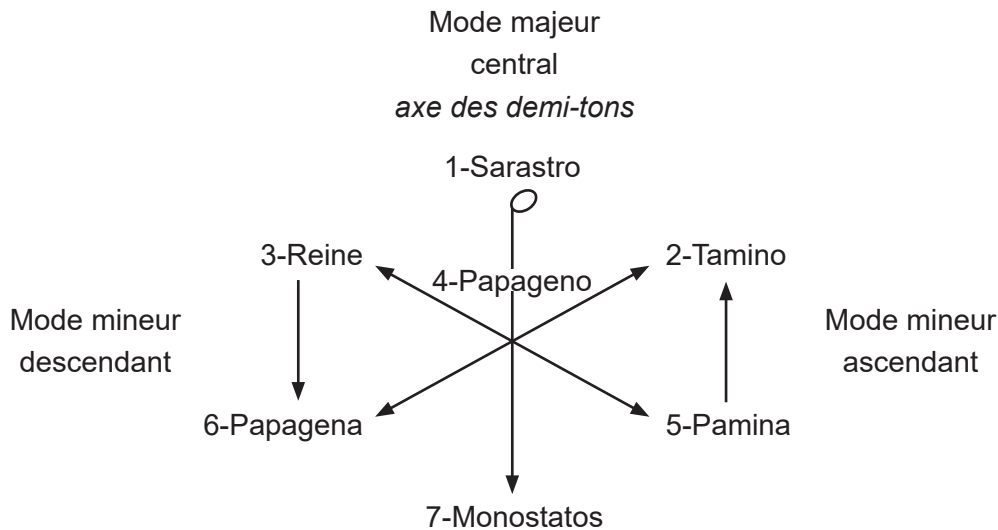 Mode majeur
central
axe des demi-tons
1-Sarastro
3-Reine
2-Tamino
4-Papageno
Mode mineur
descendant
Mode mineur
ascendant
6-Papagena
5-Pamina
7-Monostatos